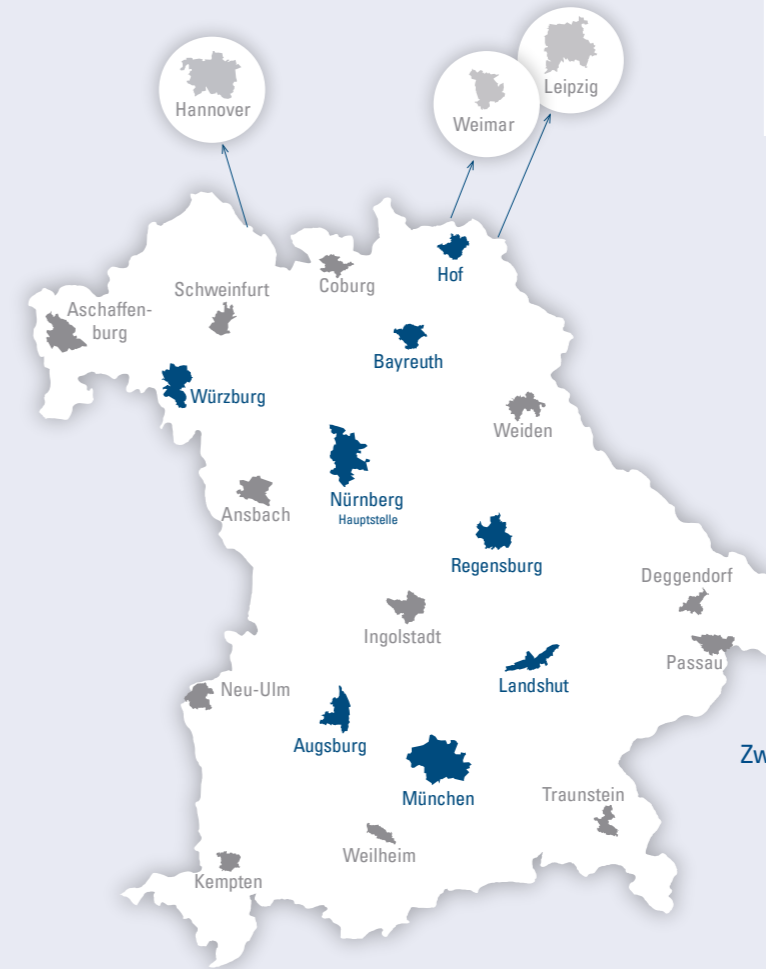 Hannover
Weimar
Leipzig
Hof
Coburg
Schweinfurt
Aschaffen-
burg
Bayreuth
Würzburg
Weiden
Nürnberg
Hauptstelle
Ansbach
Regensburg
Deggendorf
Ingolstadt
Passau
Landshut
Neu-Ulm
Augsburg
Zw
München
Traunstein
Weilheim
Kempten